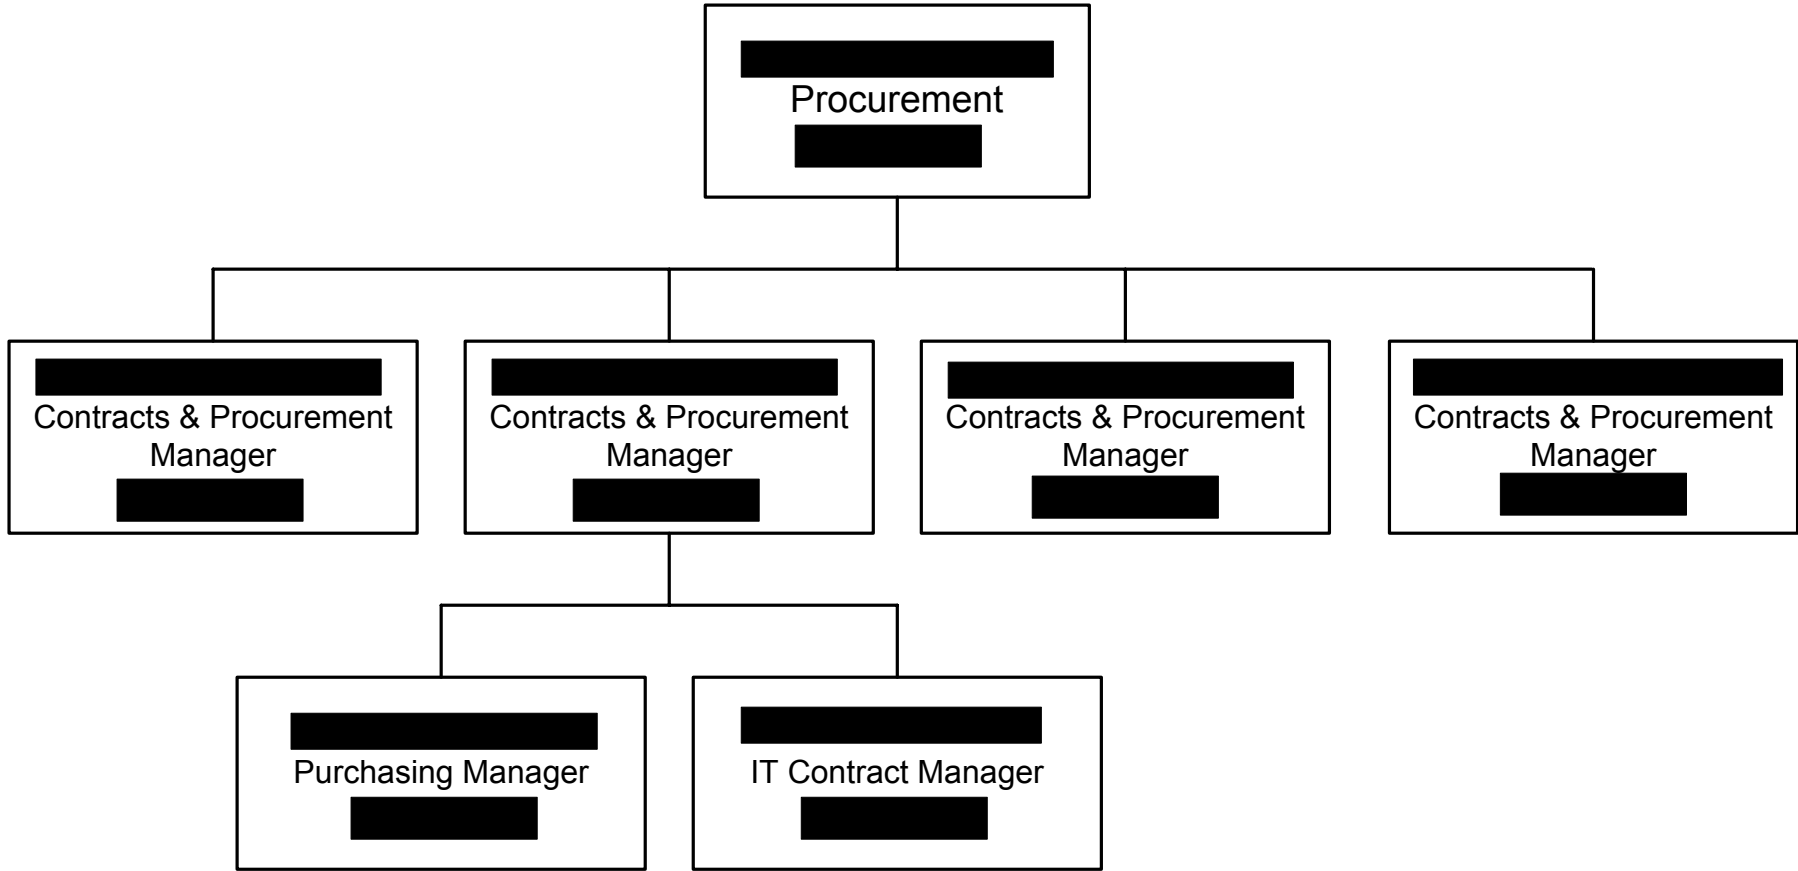 Procurement
Contracts & Procurement
Manager
Contracts & Procurement
Manager
Contracts & Procurement
Manager
Contracts & Procurement
Manager
Purchasing Manager
IT Contract Manager